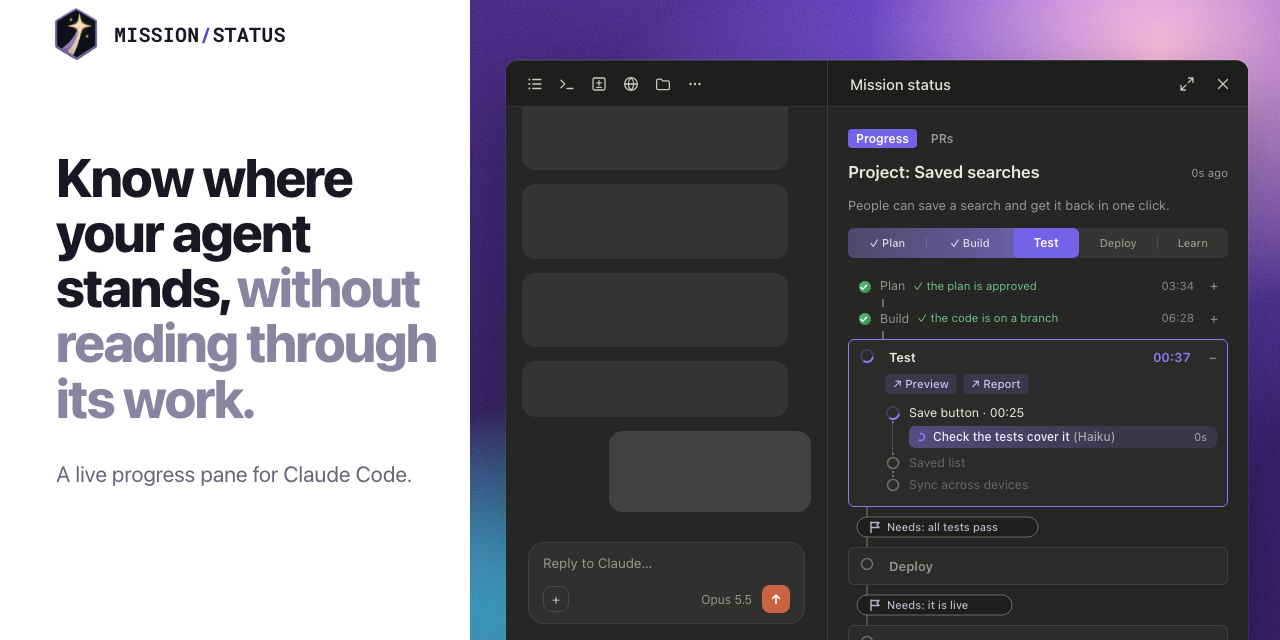 MISSION/STATUS
Know where
your agent
stands, without
reading through
its work.
A live progress pane for Claude Code.
Reply to Claude...
+
Opus 5.5
Mission status
Progress PRs
Project: Saved searches 0s ago
People can save a search and get it back in one click.
✓ Plan ✓ Build Test Deploy Learn
Plan ✓ the plan is approved 03:34 +
Build ✓ the code is on a branch 06:28 +
Test 00:37 −
↗ Preview ↗ Report
Save button · 00:25
Check the tests cover it (Haiku) 0s
Saved list
Sync across devices
Needs: all tests pass
Deploy
Needs: it is live